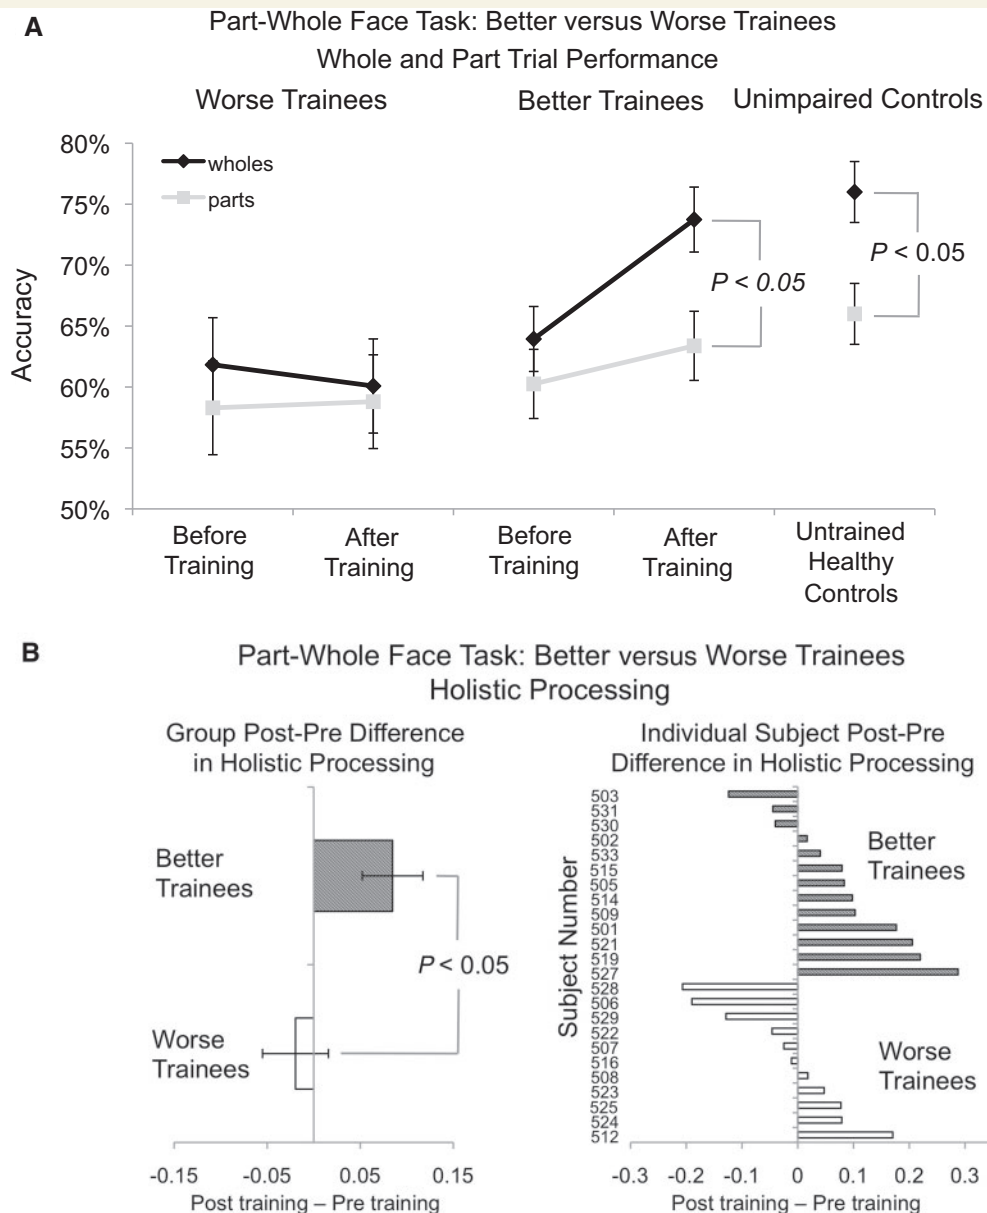 A
Part-Whole Face Task: Better versus Worse Trainees
Whole and Part Trial Performance
Worse Trainees
Better Trainees
Unimpaired Controls
80%
75%
70%
65%
60%
55%
50%
Accuracy
wholes
parts
P < 0.05
P < 0.05
Before
Training
After
Training
Before
Training
After
Training
Untrained
Healthy
Controls
B
Part-Whole Face Task: Better versus Worse Trainees
Holistic Processing
Group Post-Pre Difference
in Holistic Processing
Better
Trainees
P < 0.05
Worse
Trainees
-0.15
-0.05
0.05
0.15
Post training – Pre training
Individual Subject Post-Pre
Difference in Holistic Processing
Subject Number
503
531
530
502
533
515
505
514
509
501
521
519
527
528
506
529
522
507
516
508
523
525
524
512
Better
Trainees
Worse
Trainees
-0.3
-0.2
-0.1
0
0.1
0.2
0.3
Post training – Pre training